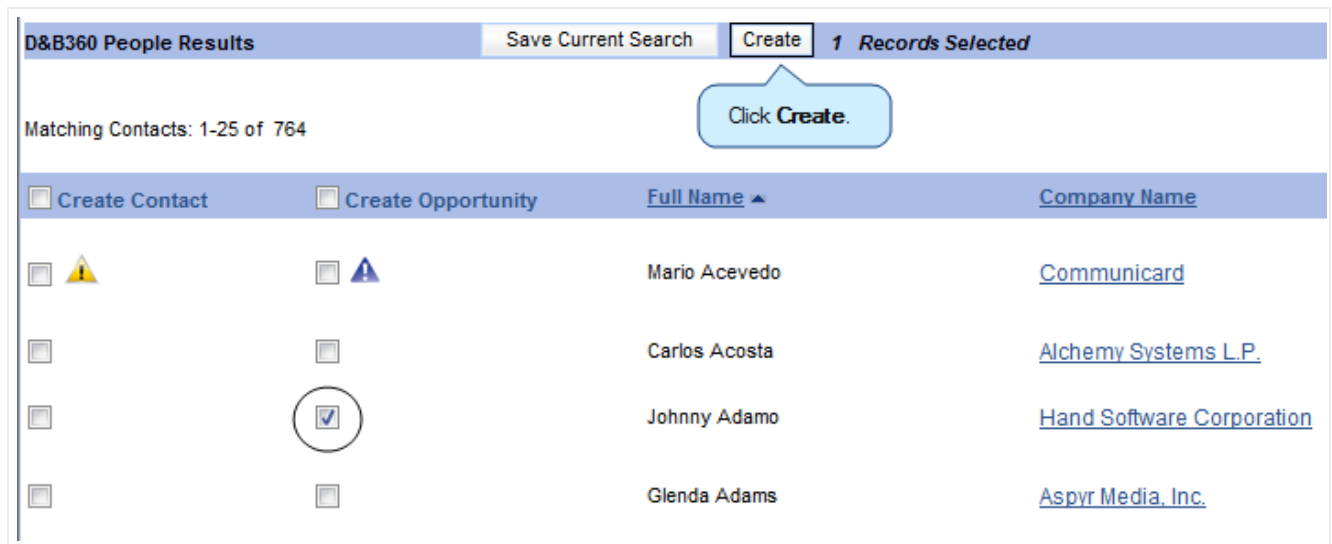 D&B360 People Results Save Current Search Create 1 Records Selected
Click Create.
Matching Contacts: 1-25 of 764
Create Contact Create Opportunity Full Name Company Name
Mario Acevedo Communicard
Carlos Acosta Alchemy Systems L.P.
Johnny Adamo Hand Software Corporation
Glenda Adams Aspyr Media, Inc.